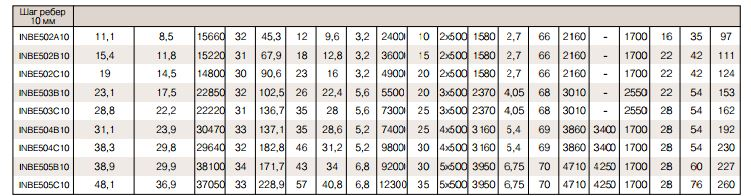 Шаг ребер
10 мм
INBE502A10 11,1 8,5 15660 32 45,3 12 9,6 3,2 24001 10 2x500 1580 2,7 66 2160 - 1700 16 35 97
INBE502B10 15,4 11,8 15220 31 67,9 18 12,8 3,2 36001 15 2x500 1580 2,7 66 2160 - 1700 22 42 111
INBE502C10 19 14,5 14800 30 90,6 23 16 3,2 49001 20 2x500 1580 2,7 66 2160 - 1700 22 42 124
INBE503B10 23,1 17,5 22850 32 102,5 26 22,4 5,6 5500 20 3x500 2370 4,05 68 3010 - 2550 22 54 153
INBE503C10 28,8 22,2 22220 31 136,7 35 28 5,6 73001 25 3x500 2370 4,05 68 3010 - 2550 28 54 162
INBE504B10 31,1 23,9 30470 33 137,1 35 28,6 5,2 74001 25 4x500 3160 5,4 69 3860 3400 1700 28 54 192
INBE504C10 38,3 29,8 29640 32 182,8 46 31,2 5,2 98001 30 4x500 3160 5,4 69 3860 3400 1700 28 54 230
INBE505B10 38,9 29,9 38100 34 171,7 43 34 6,8 92001 30 5x500 3950 6,75 70 4710 4250 1700 28 60 227
INBE505C10 48,1 36,9 37050 33 228,9 57 40,8 6,8 12300 35 5x500 3950 6,75 70 4710 4250 1700 28 76 260